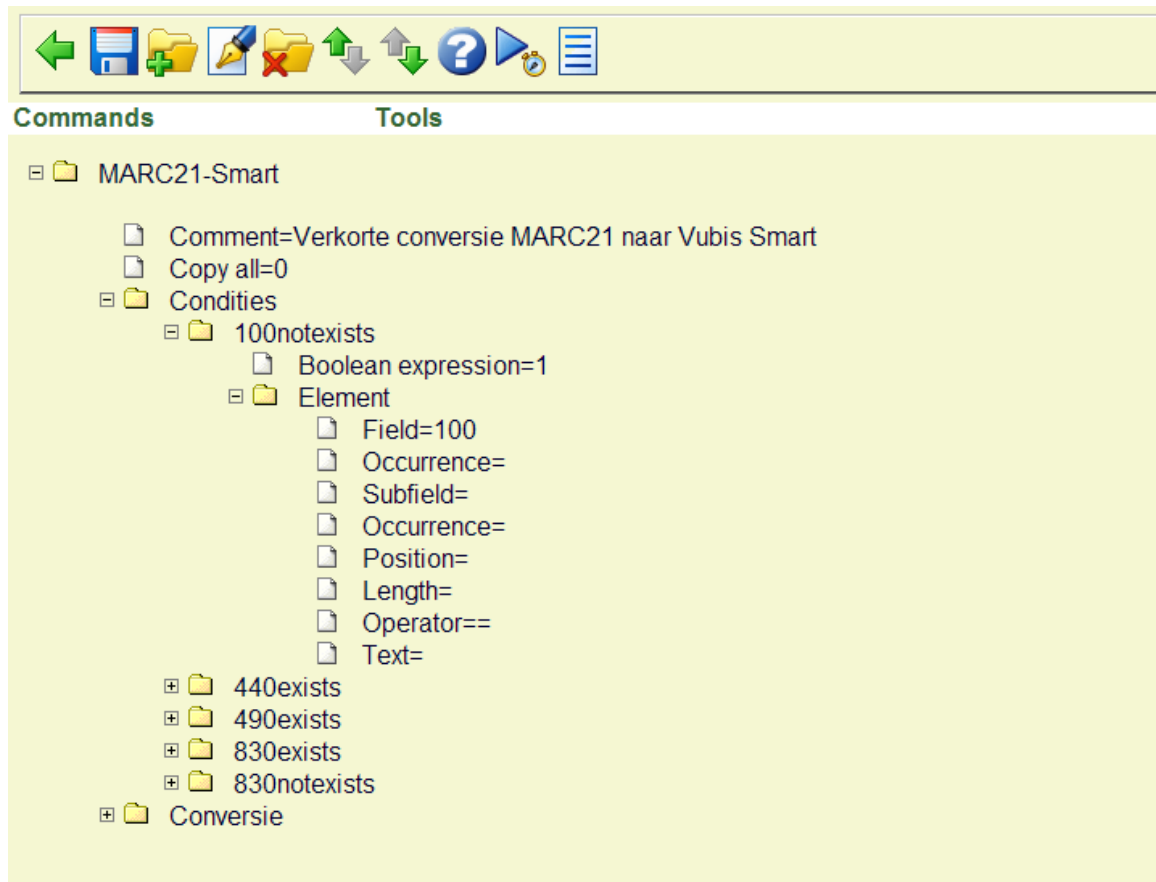 Commands Tools
MARC21-Smart
Comment=Verkorte conversie MARC21 naar Vubis Smart
Copy all=0
Condities
100notexists
Boolean expression=1
Element
Field=100
Occurrence=
Subfield=
Occurrence=
Position=
Length=
Operator==
Text=
440exists
490exists
830exists
830notexists
Conversie